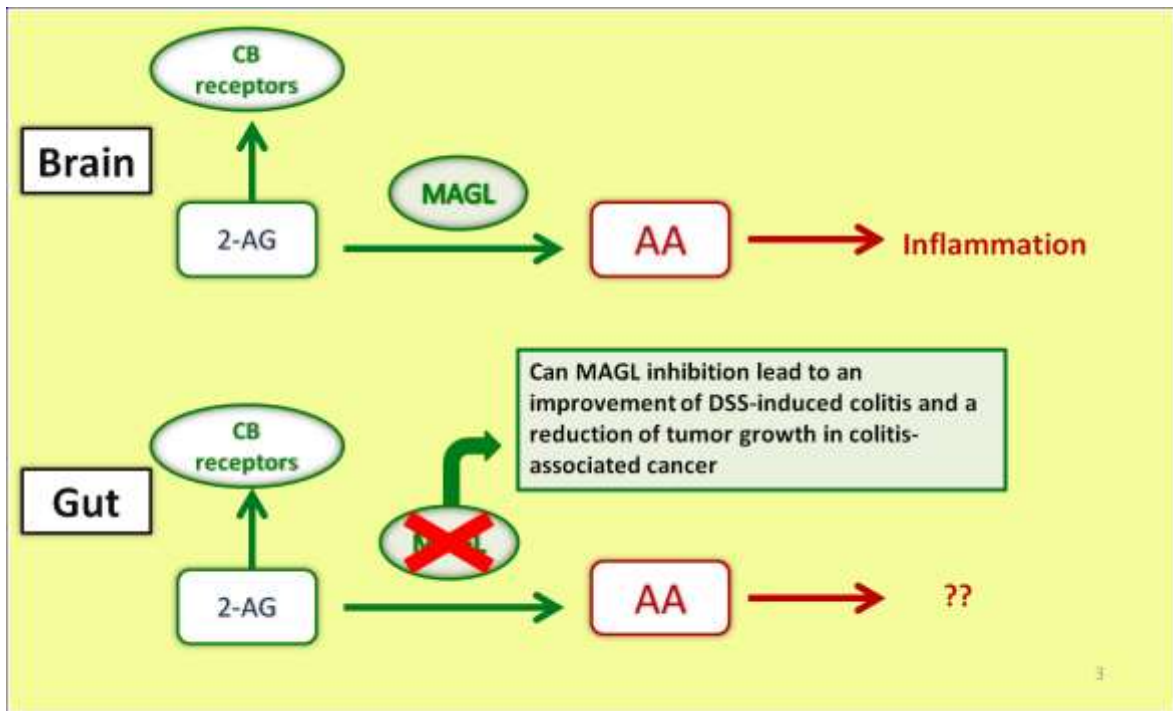 CB
receptors
Brain
MAGL
2-AG
AA
Inflammation
Can MAGL inhibition lead to an
improvement of DSS-induced colitis and a
reduction of tumor growth in colitis-
associated cancer
CB
receptors
Gut
2-AG
AA
??
3